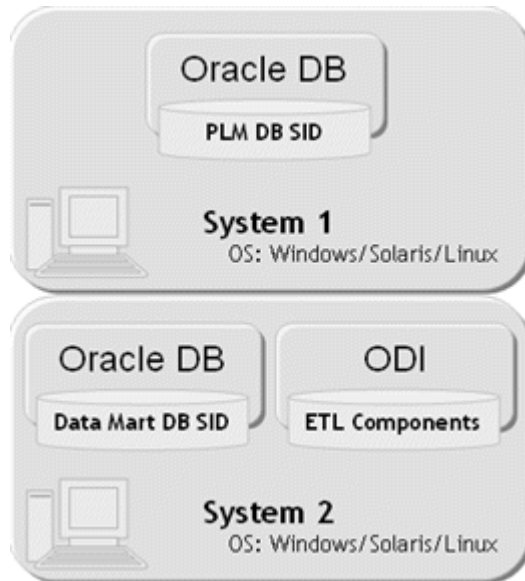 Oracle DB
PLM DB SID
System 1
OS: Windows/Solaris/Linux
Oracle DB
Data Mart DB SID
ODI
ETL Components
System 2
OS: Windows/Solaris/Linux